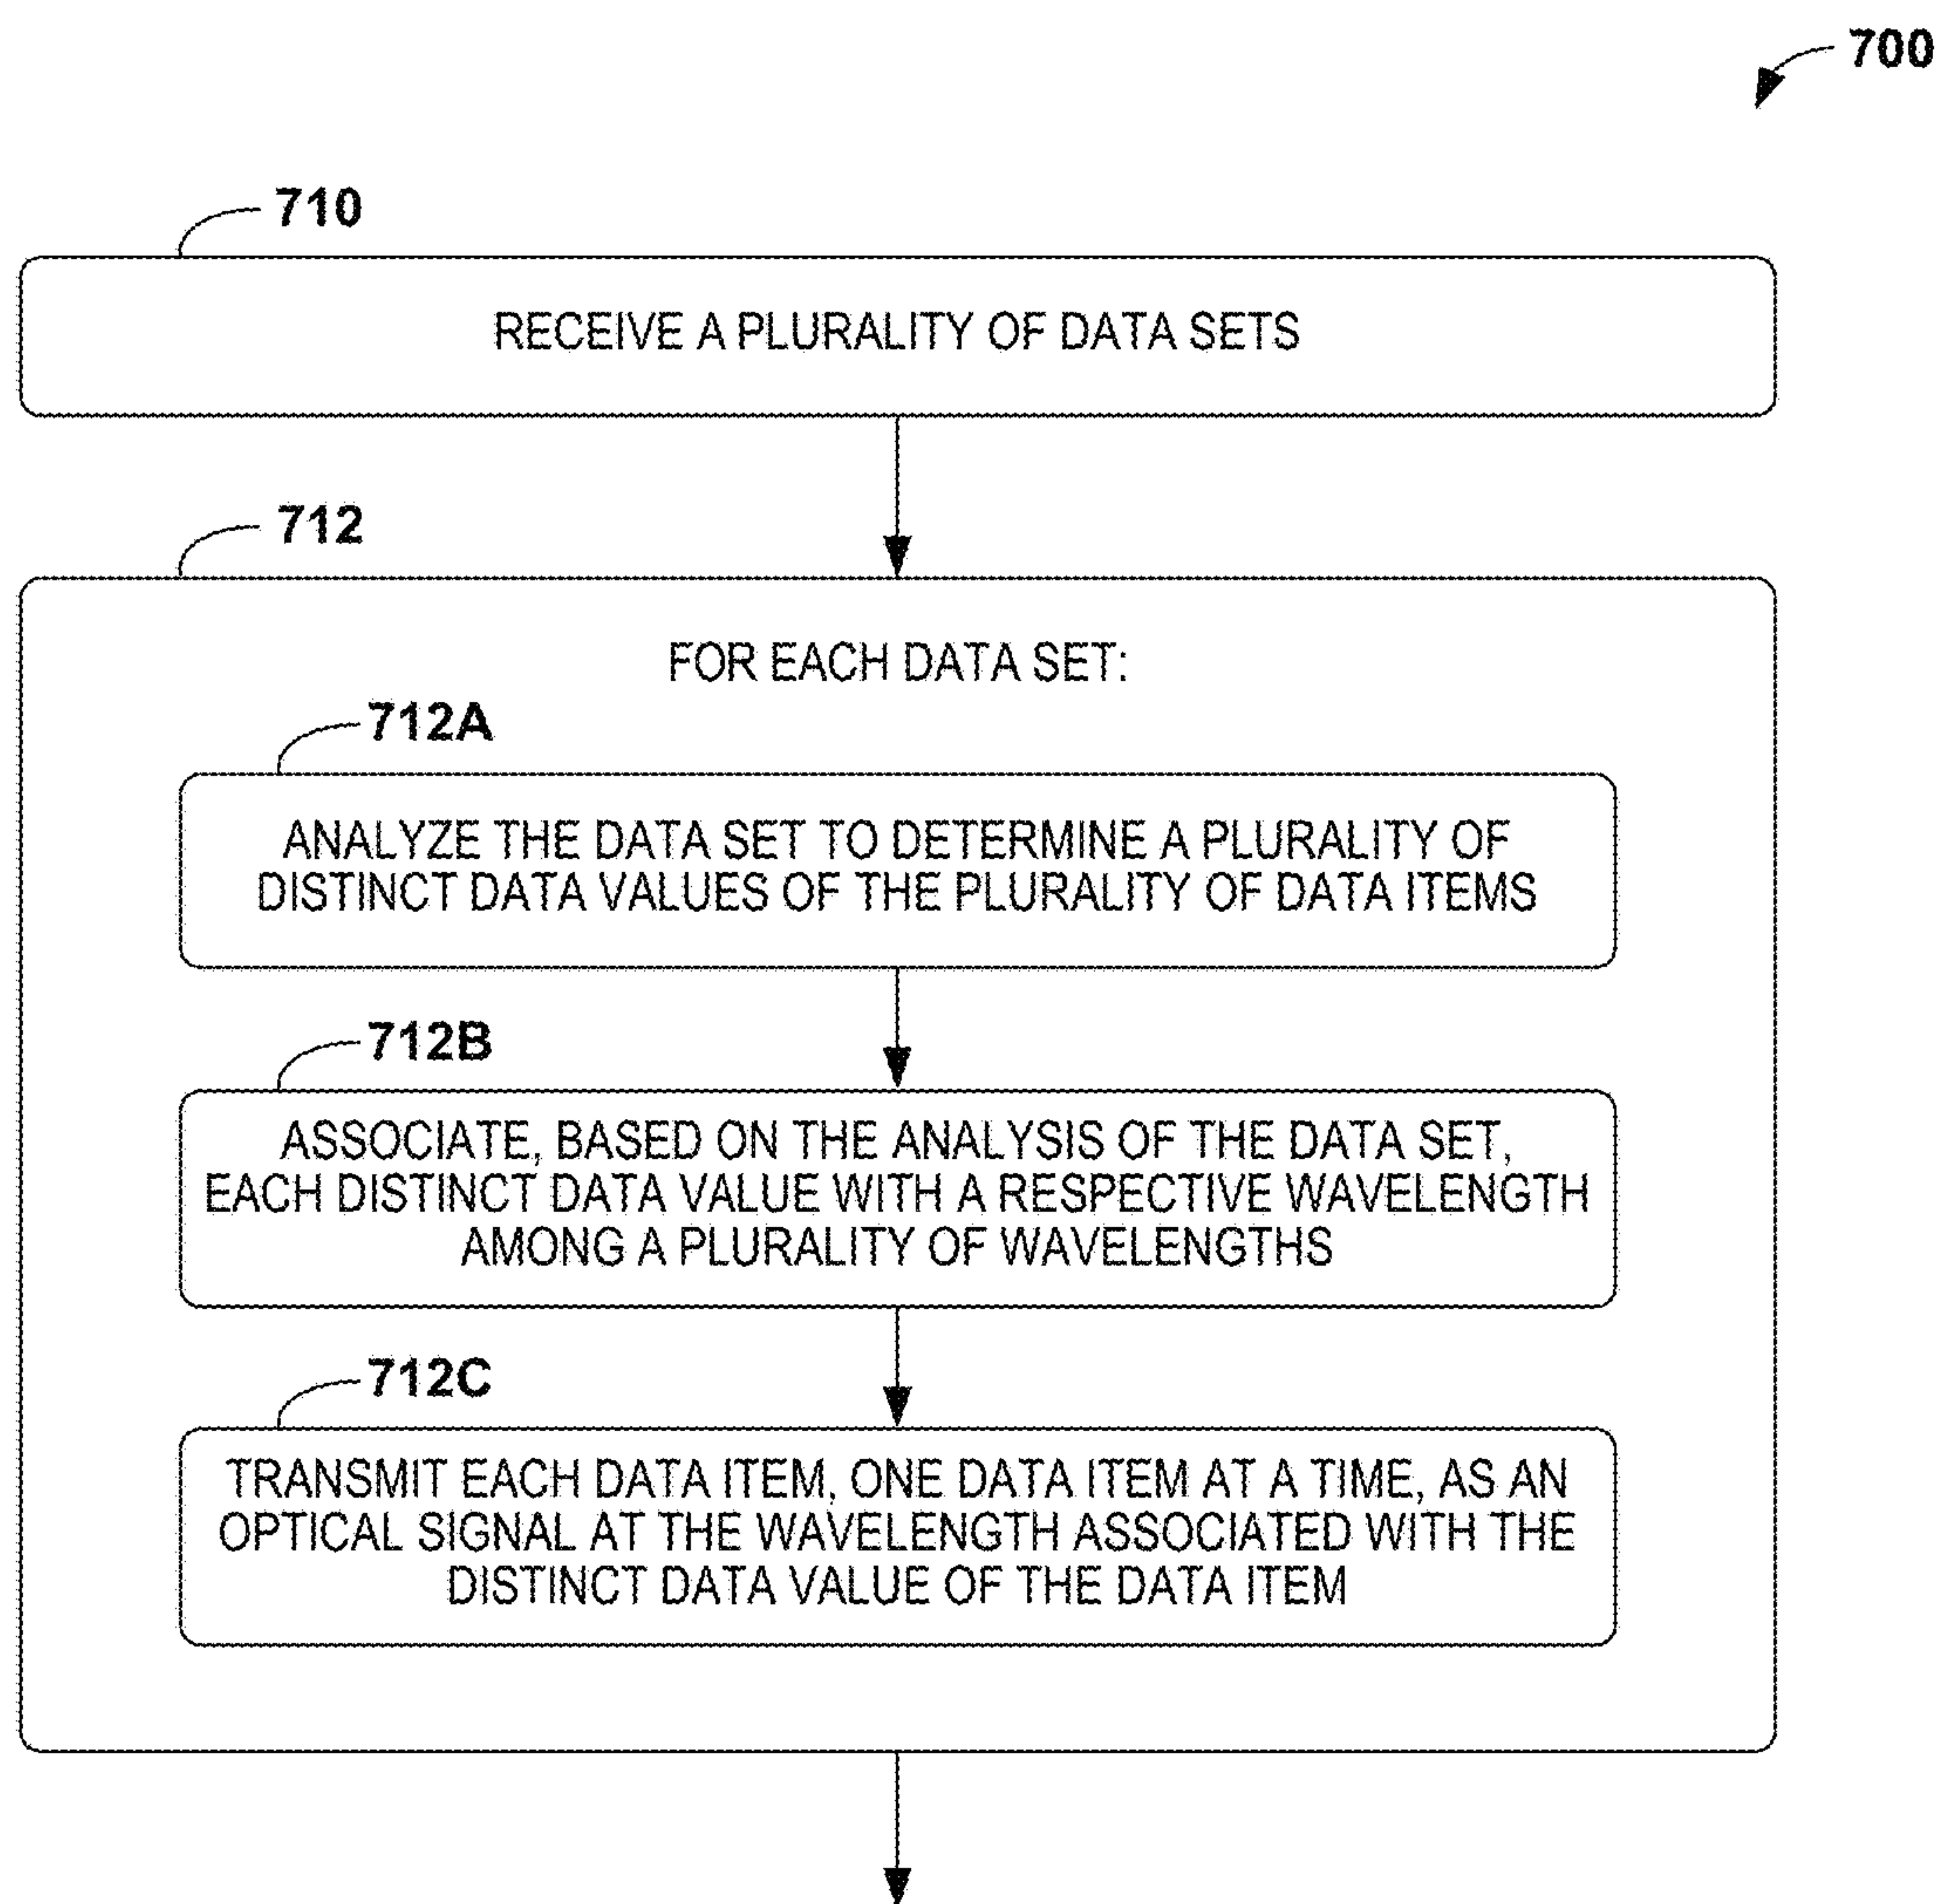 700
710
RECEIVE A PLURALITY OF DATA SETS
712
FOR EACH DATA SET:
712A
ANALYZE THE DATA SET TO DETERMINE A PLURALITY OF
DISTINCT DATA VALUES OF THE PLURALITY OF DATA ITEMS
712B
ASSOCIATE, BASED ON THE ANALYSIS OF THE DATA SET,
EACH DISTINCT DATA VALUE WITH A RESPECTIVE WAVELENGTH
AMONG A PLURALITY OF WAVELENGTHS
712C
TRANSMIT EACH DATA ITEM, ONE DATA ITEM AT A TIME, AS AN
OPTICAL SIGNAL AT THE WAVELENGTH ASSOCIATED WITH THE
DISTINCT DATA VALUE OF THE DATA ITEM